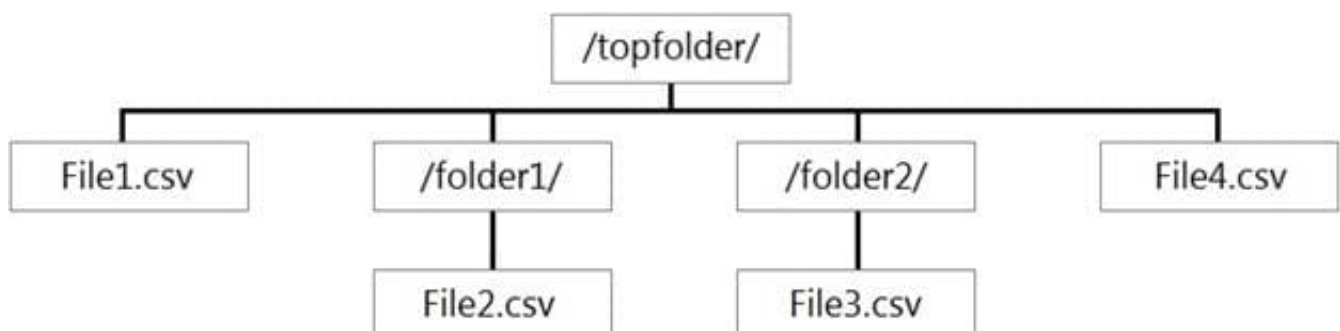 /topfolder/
File1.csv
/folder1/
/folder2/
File4.csv
File2.csv
File3.csv